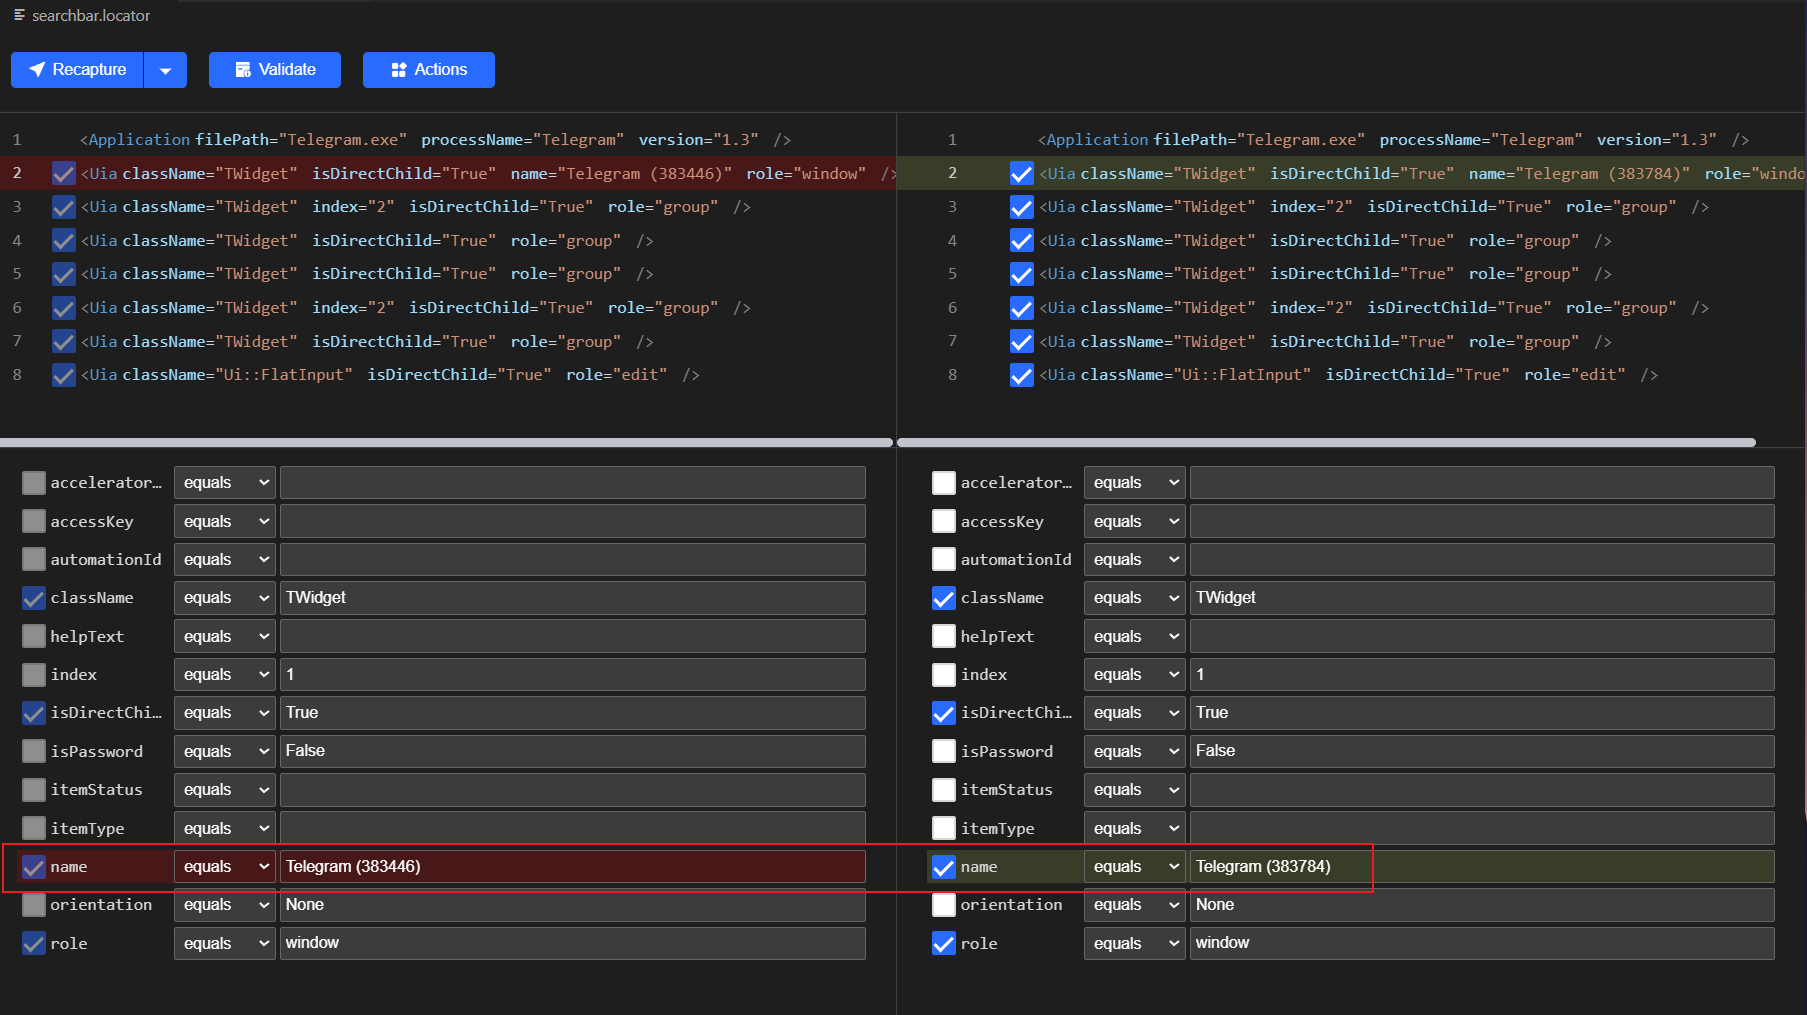 searchbar.locator
Recapture
Validate
Actions
1 <Application filePath="Telegram.exe" processName="Telegram" version="1.3" />
2 <Uia className="TWidget" isDirectChild="True" name="Telegram (383446)" role="window" />
3 <Uia className="TWidget" index="2" isDirectChild="True" role="group" />
4 <Uia className="TWidget" isDirectChild="True" role="group" />
5 <Uia className="TWidget" isDirectChild="True" role="group" />
6 <Uia className="TWidget" index="2" isDirectChild="True" role="group" />
7 <Uia className="TWidget" isDirectChild="True" role="group" />
8 <Uia className="Ui::FlatInput" isDirectChild="True" role="edit" />
1 <Application filePath="Telegram.exe" processName="Telegram" version="1.3" />
2 <Uia className="TWidget" isDirectChild="True" name="Telegram (383784)" role="windo
3 <Uia className="TWidget" index="2" isDirectChild="True" role="group" />
4 <Uia className="TWidget" isDirectChild="True" role="group" />
5 <Uia className="TWidget" isDirectChild="True" role="group" />
6 <Uia className="TWidget" index="2" isDirectChild="True" role="group" />
7 <Uia className="TWidget" isDirectChild="True" role="group" />
8 <Uia className="Ui::FlatInput" isDirectChild="True" role="edit" />
accelerator... equals
accessKey equals
automationId equals
className equals TWidget
helpText equals
index equals 1
isDirectChi... equals True
isPassword equals False
itemStatus equals
itemType equals
name equals Telegram (383446)
orientation equals None
role equals window
accelerator... equals
accessKey equals
automationId equals
className equals TWidget
helpText equals
index equals 1
isDirectChi... equals True
isPassword equals False
itemStatus equals
itemType equals
name equals Telegram (383784)
orientation equals None
role equals window